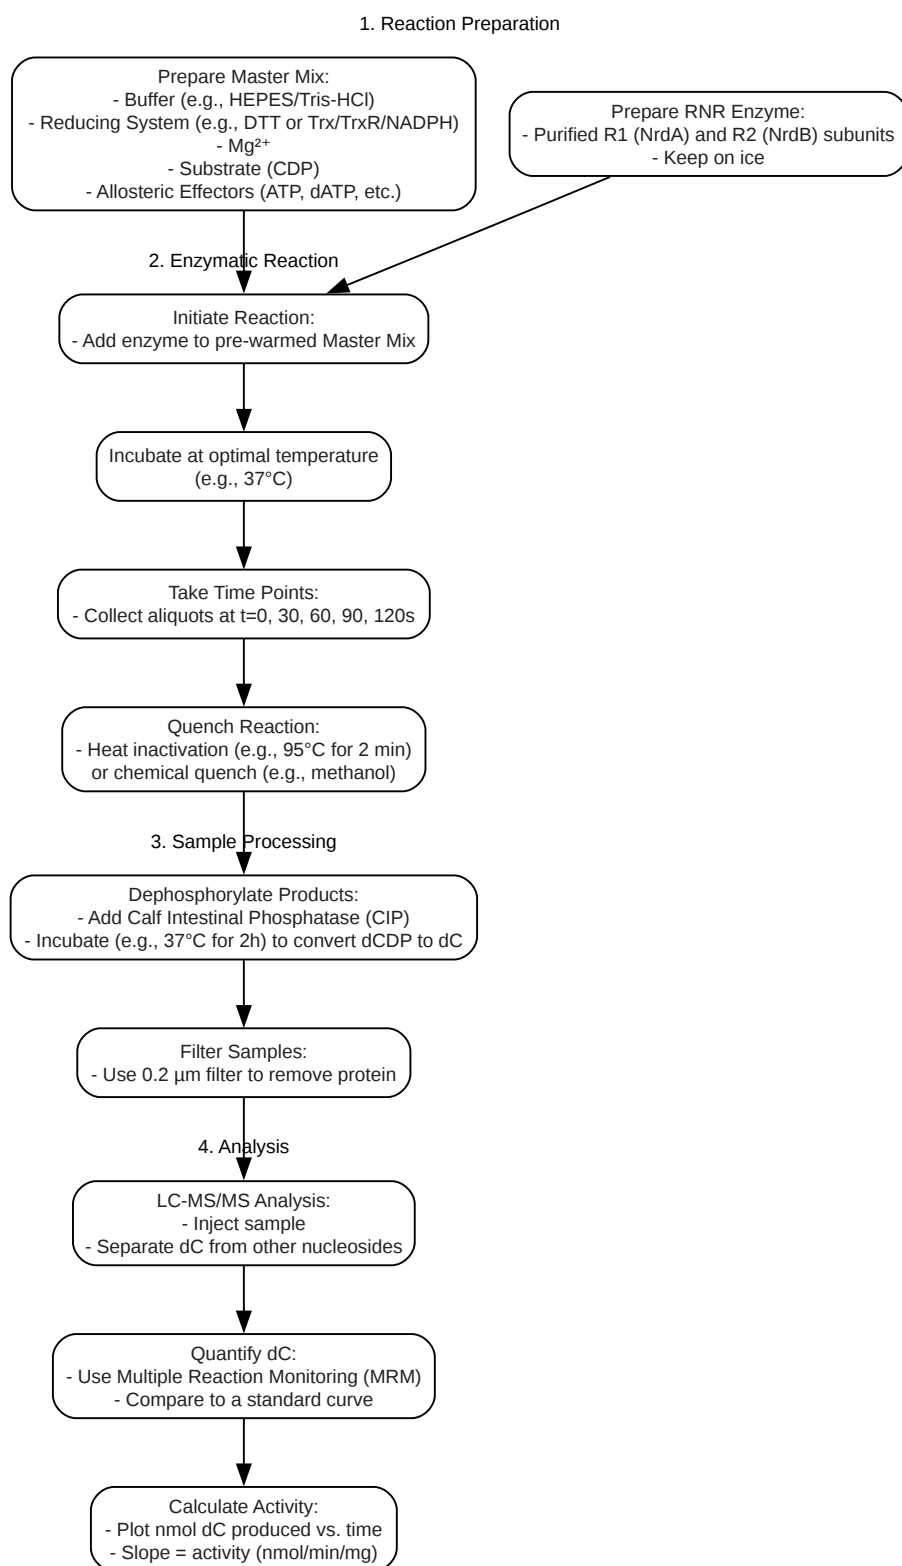 1. Reaction Preparation
Prepare Master Mix:
- Buffer (e.g., HEPES/Tris-HCl)
- Reducing System (e.g., DTT or Trx/TrxR/NADPH)
- Mg²⁺
- Substrate (CDP)
- Allosteric Effectors (ATP, dATP, etc.)
Prepare RNR Enzyme:
- Purified R1 (NrdA) and R2 (NrdB) subunits
- Keep on ice
2. Enzymatic Reaction
Initiate Reaction:
- Add enzyme to pre-warmed Master Mix
Incubate at optimal temperature
(e.g., 37°C)
Take Time Points:
- Collect aliquots at t=0, 30, 60, 90, 120s
Quench Reaction:
- Heat inactivation (e.g., 95°C for 2 min)
or chemical quench (e.g., methanol)
3. Sample Processing
Dephosphorylate Products:
- Add Calf Intestinal Phosphatase (CIP)
- Incubate (e.g., 37°C for 2h) to convert dCDP to dC
Filter Samples:
- Use 0.2 µm filter to remove protein
4. Analysis
LC-MS/MS Analysis:
- Inject sample
- Separate dC from other nucleosides
Quantify dC:
- Use Multiple Reaction Monitoring (MRM)
- Compare to a standard curve
Calculate Activity:
- Plot nmol dC produced vs. time
- Slope = activity (nmol/min/mg)